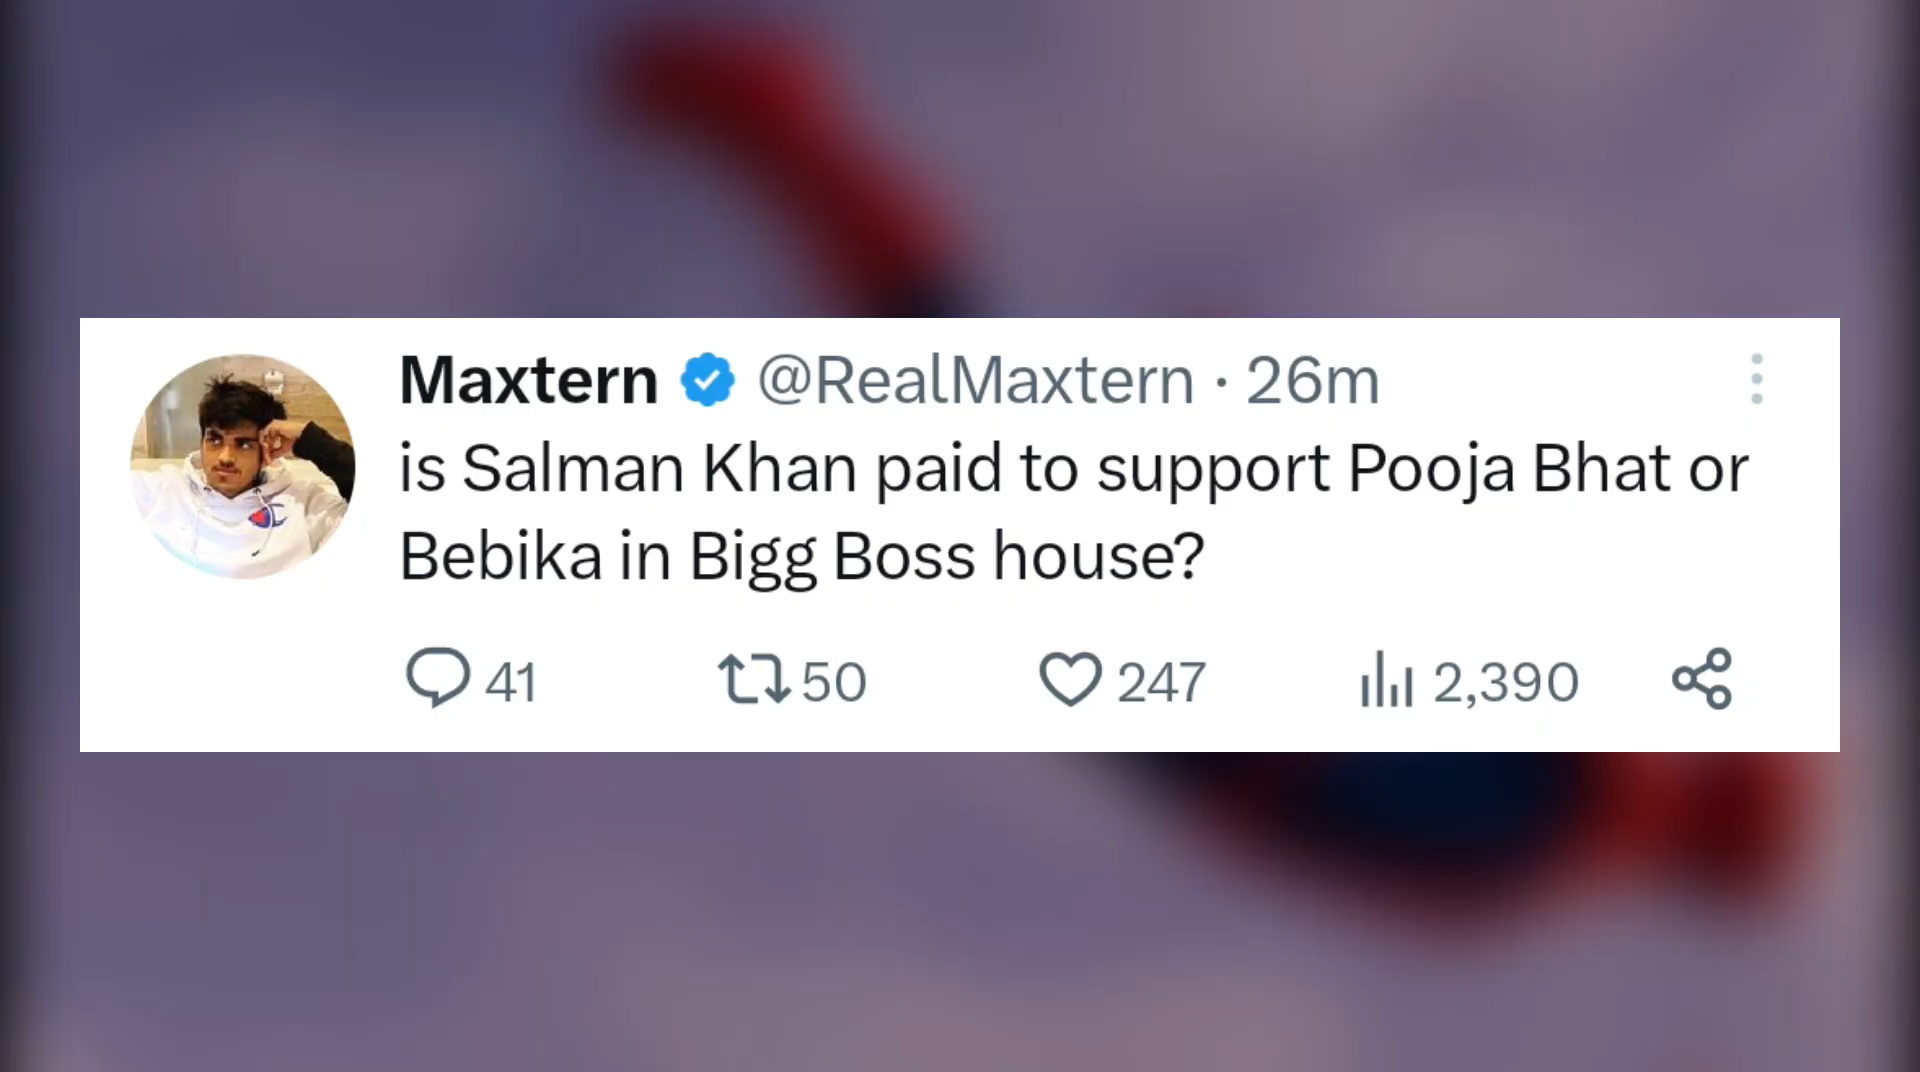 Maxtern @RealMaxtern · 26m
is Salman Khan paid to support Pooja Bhat or
Bebika in Bigg Boss house?
41 50 247 2,390